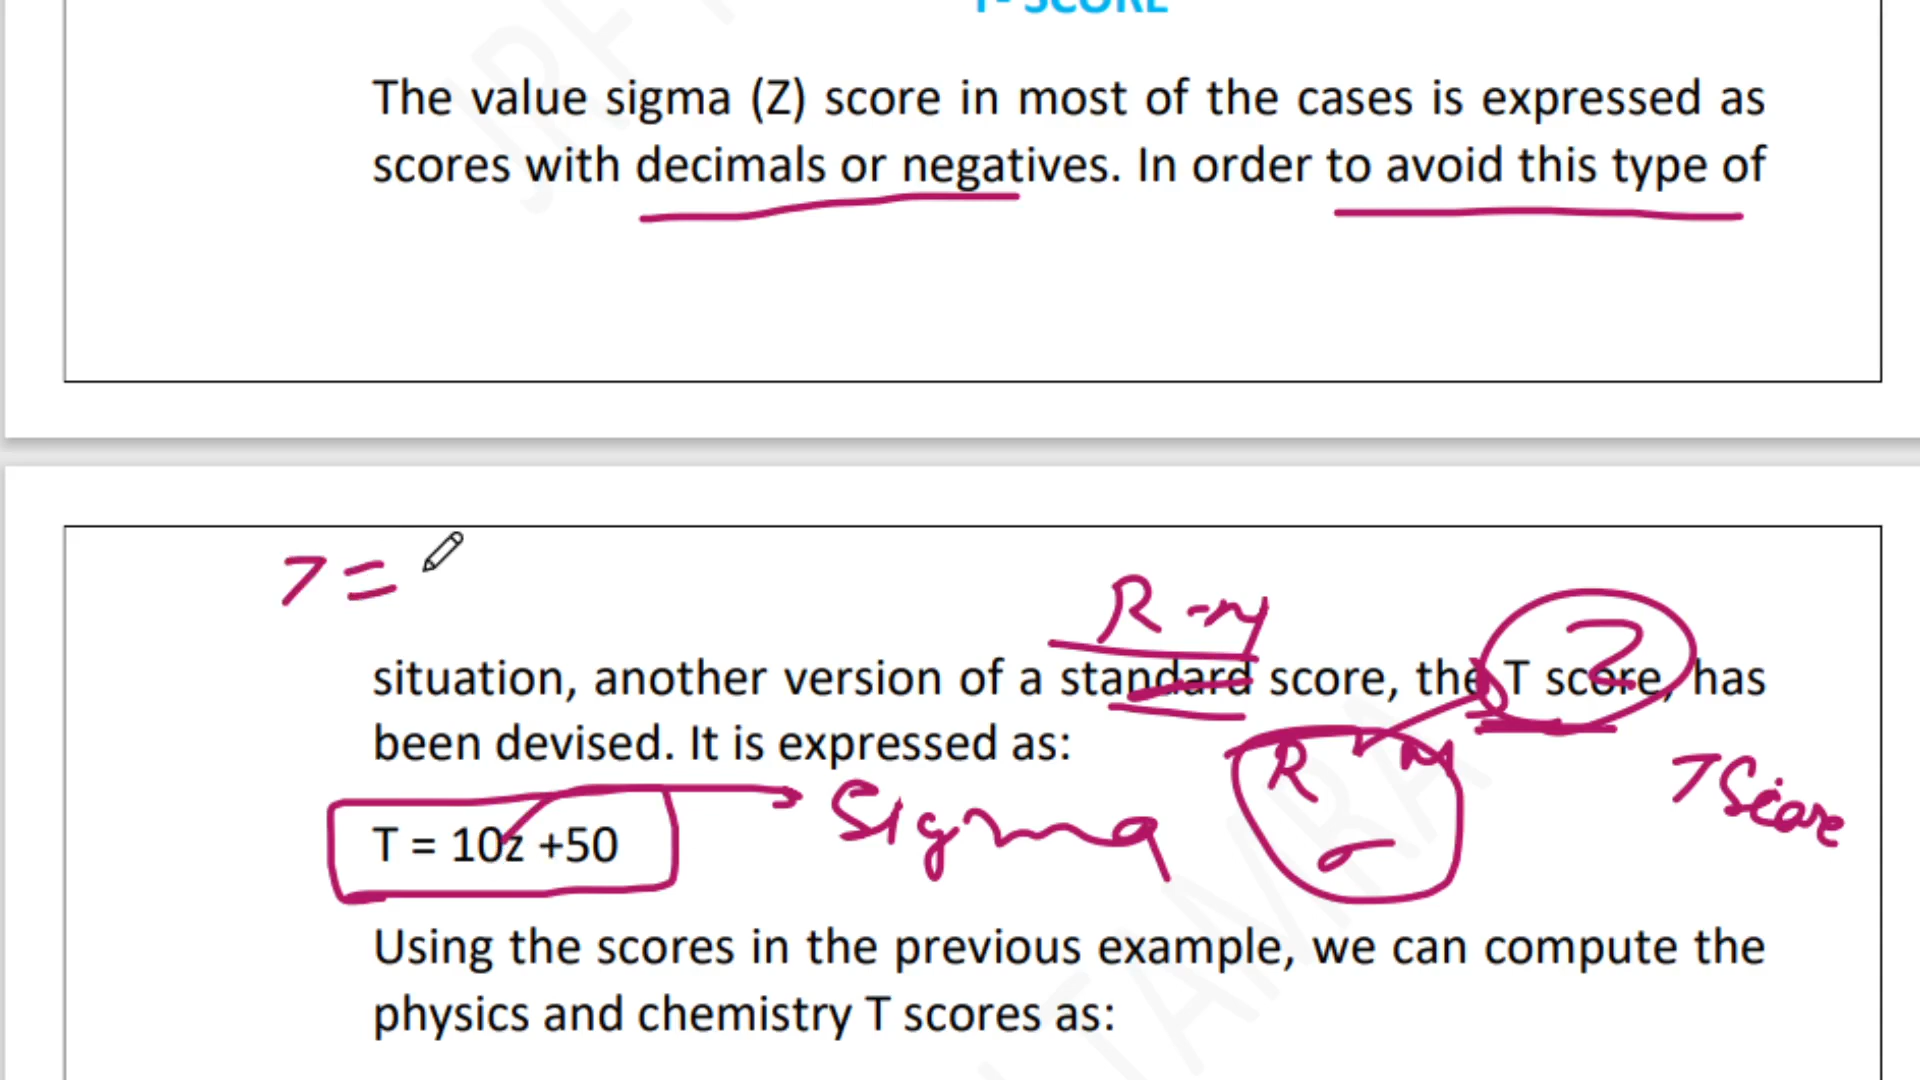 T- SCORE
The value sigma (Z) score in most of the cases is expressed as
scores with decimals or negatives. In order to avoid this type of
T =
R - M
situation, another version of a standard score, the T score, has
been devised. It is expressed as:
Z
R - M
σ
T Score
Sigma
T = 10z +50
Using the scores in the previous example, we can compute the
physics and chemistry T scores as: